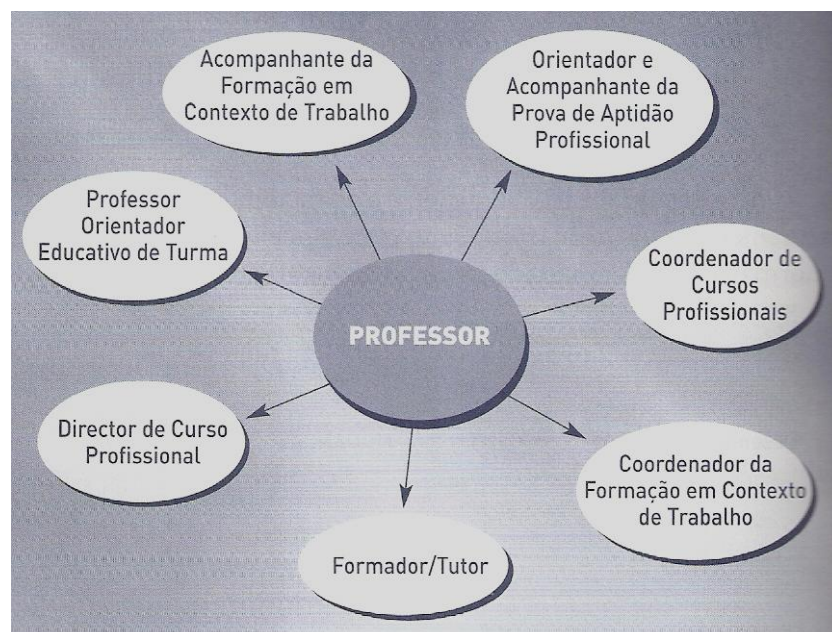 Acompanhante da
Formação em
Contexto de Trabalho
Orientador e
Acompanhante da
Prova de Aptidão
Profissional
Professor
Orientador
Educativo de Turma
Coordenador de
Cursos
Profissionais
PROFESSOR
Director de Curso
Profissional
Coordenador da
Formação em Contexto
de Trabalho
Formador/Tutor